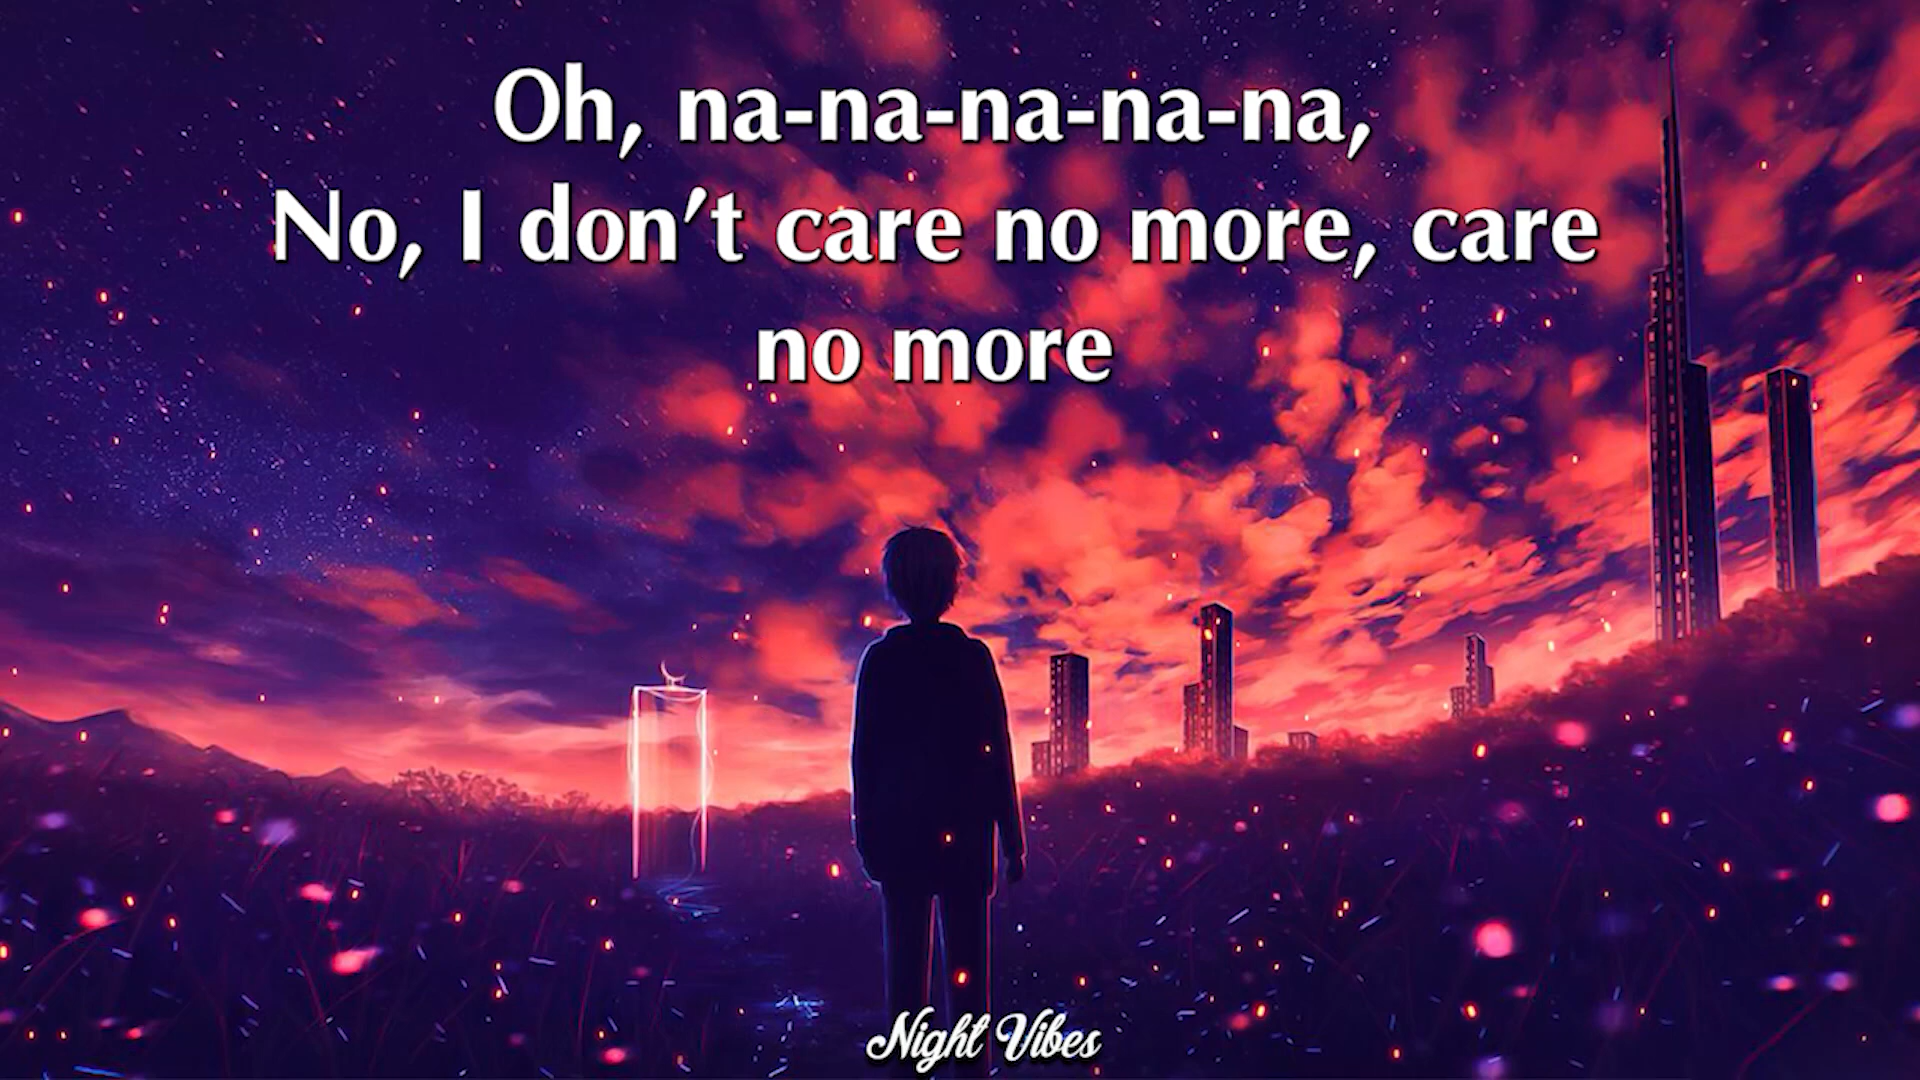 Oh, na-na-na-na-na,
No, I don’t care no more, care
no more
Night Vibes